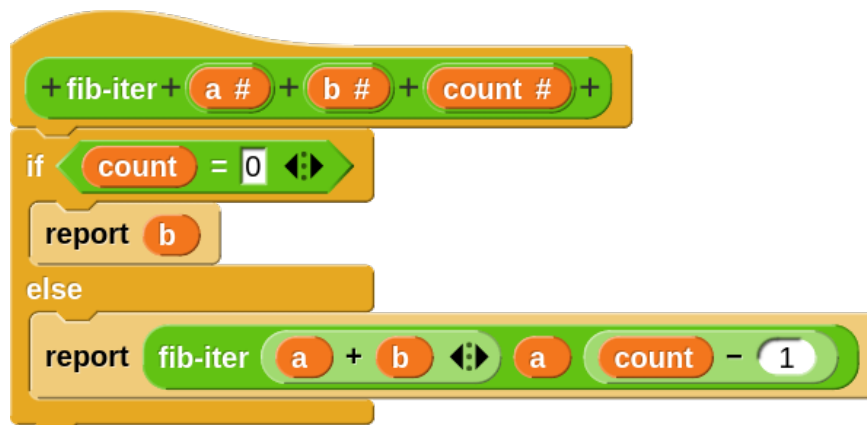 + fib-iter + a # + b # + count # +
if count = 0
report b
else
report fib-iter a + b a count − 1